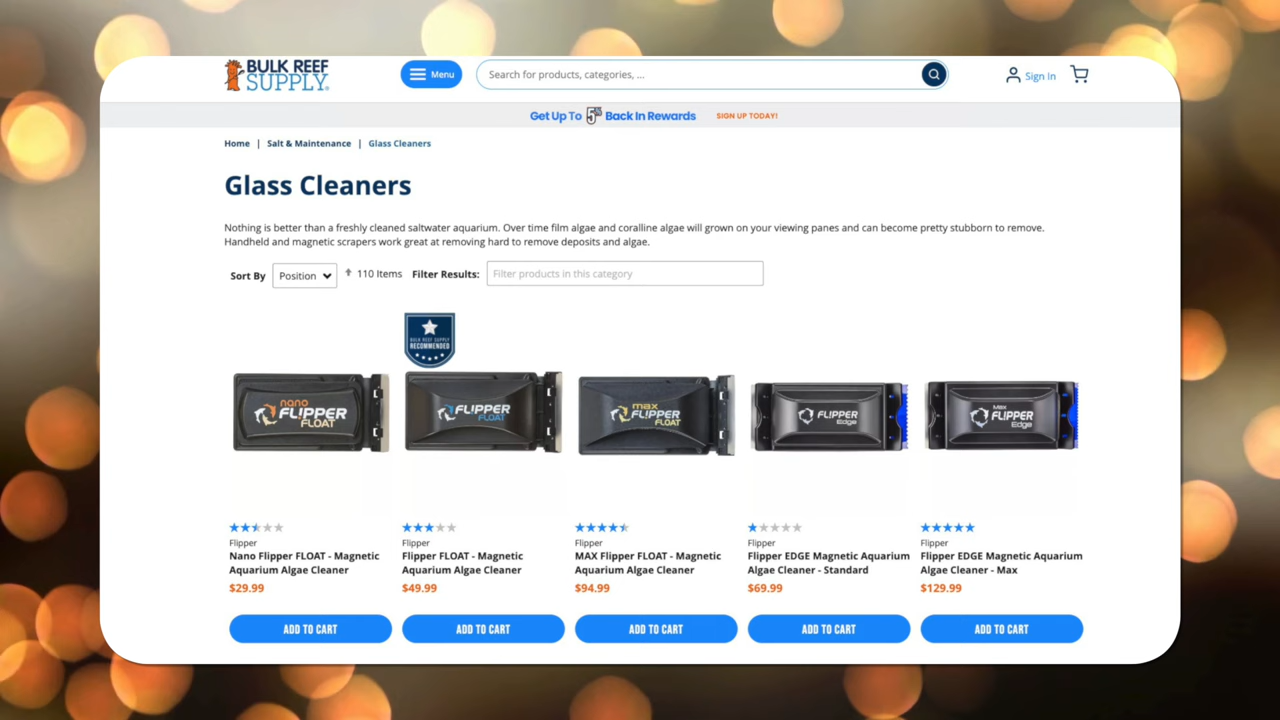 BULK REEF
SUPPLY
Menu
Search for products, categories, ...
Sign In
Get Up To 5% Back In Rewards
SIGN UP TODAY!
Home | Salt & Maintenance | Glass Cleaners
Glass Cleaners
Nothing is better than a freshly cleaned saltwater aquarium. Over time film algae and coralline algae will grown on your viewing panes and can become pretty stubborn to remove.
Handheld and magnetic scrapers work great at removing hard to remove deposits and algae.
Sort By
Position
110 Items
Filter Results:
Filter products in this category
BULK REEF SUPPLY
RECOMMENDED
nano
FLIPPER
FLOAT
FLIPPER
FLOAT
max
FLIPPER
FLOAT
FLIPPER
Edge
Max
FLIPPER
Edge
Flipper
Nano Flipper FLOAT - Magnetic
Aquarium Algae Cleaner
$29.99
ADD TO CART
Flipper
Flipper FLOAT - Magnetic
Aquarium Algae Cleaner
$49.99
ADD TO CART
Flipper
MAX Flipper FLOAT - Magnetic
Aquarium Algae Cleaner
$94.99
ADD TO CART
Flipper
Flipper EDGE Magnetic Aquarium
Algae Cleaner - Standard
$69.99
ADD TO CART
Flipper
Flipper EDGE Magnetic Aquarium
Algae Cleaner - Max
$129.99
ADD TO CART